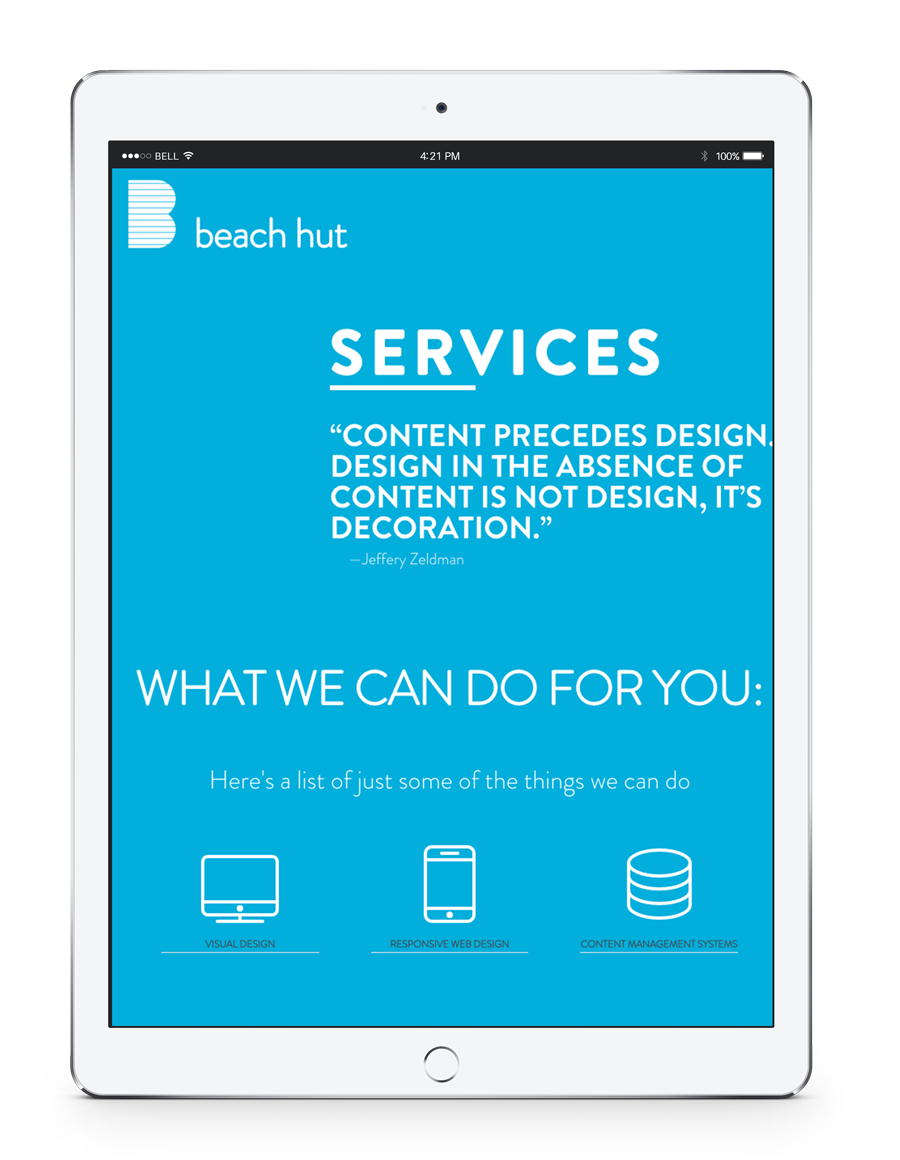 BELL
4:21 PM
100%
B
beach hut
SERVICES
“CONTENT PRECEDES DESIGN.
DESIGN IN THE ABSENCE OF
CONTENT IS NOT DESIGN, IT’S
DECORATION.”
—Jeffery Zeldman
WHAT WE CAN DO FOR YOU:
Here's a list of just some of the things we can do
VISUAL DESIGN
RESPONSIVE WEB DESIGN
CONTENT MANAGEMENT SYSTEMS